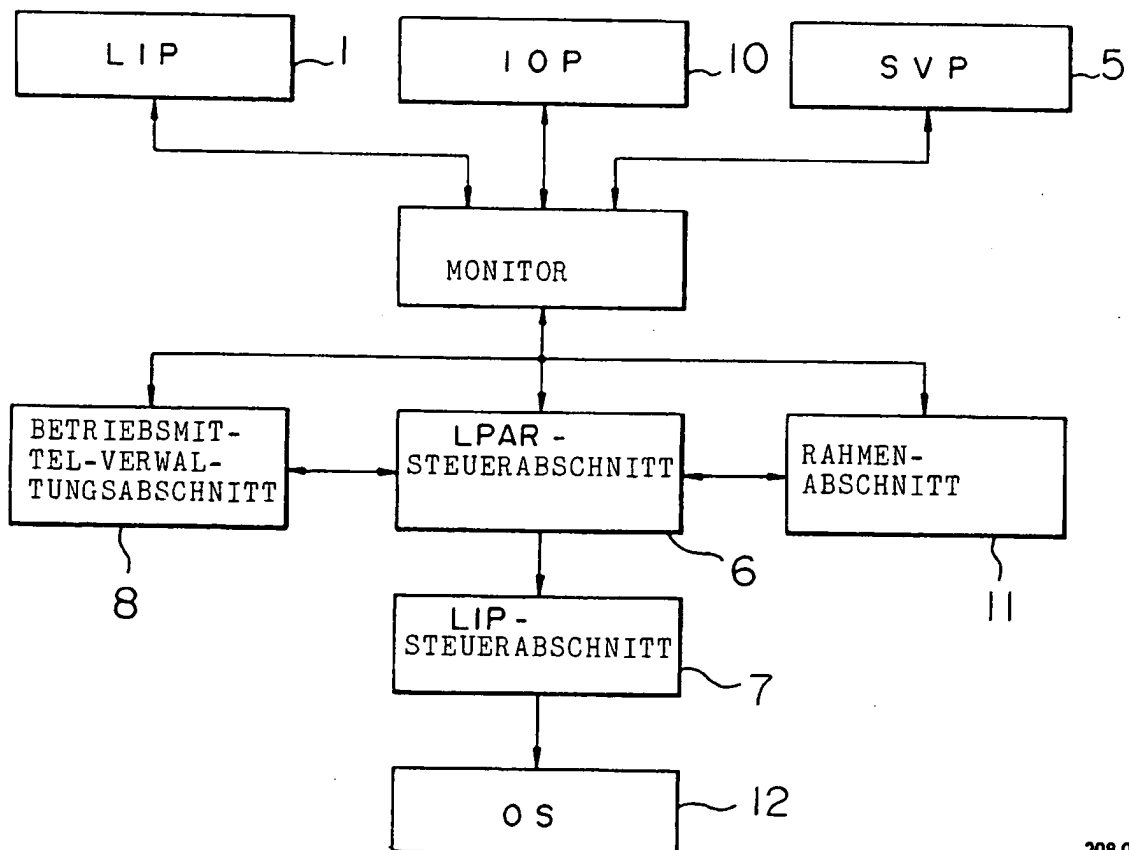 LIP
1
IOP
10
SVP
5
MONITOR
BETRIEBSMIT-
TEL-VERWAL-
TUNGSABSCHNITT
8
LPAR-
STEUERABSCHNITT
6
RAHMEN-
ABSCHNITT
11
LIP-
STEUERABSCHNITT
7
OS
12